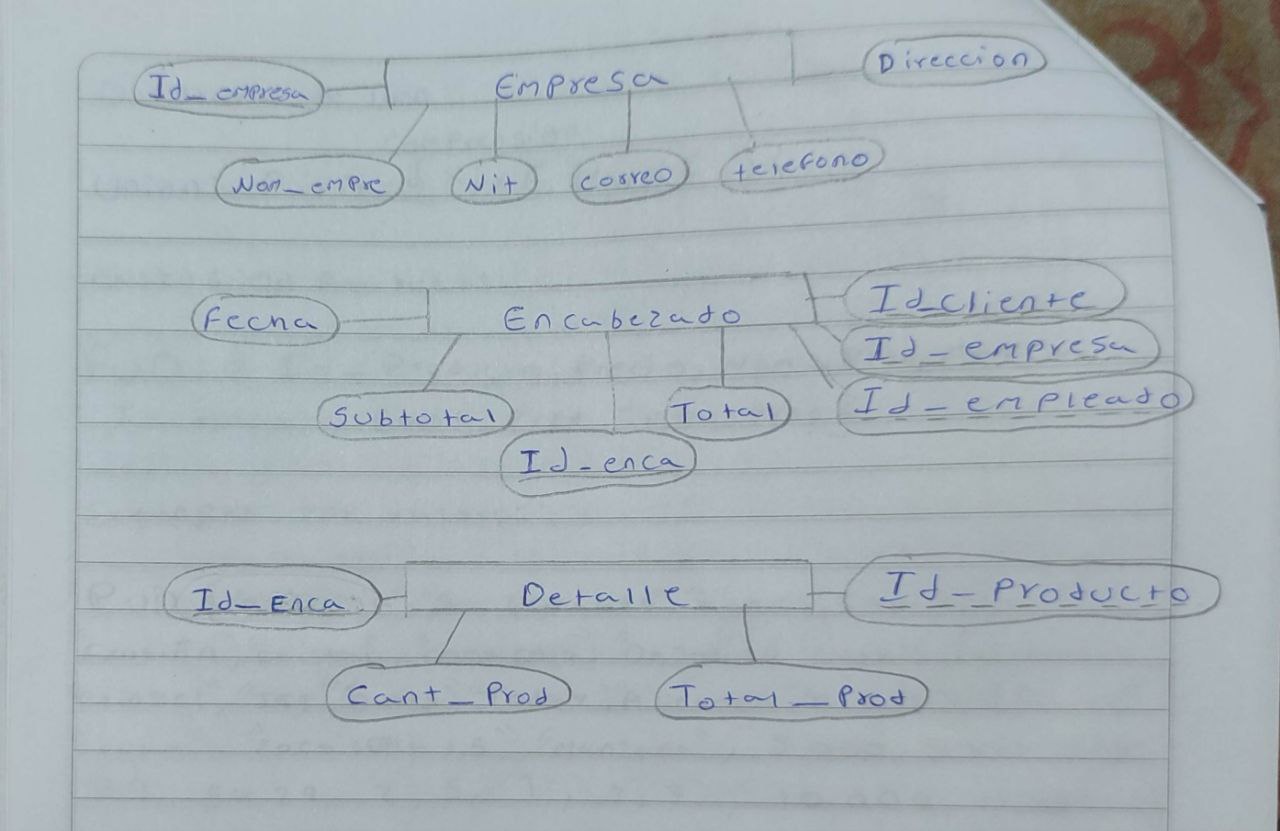 Id_empresa
Empresa
Direccion
Nom_empre
Nit
Correo
telefono
Fecha
Encabezado
Id_Cliente
Id_empresa
Id_empleado
Subtotal
Total
Id_enca
Id_Enca
Detalle
Id_Producto
Cant_Prod
Total_Prod